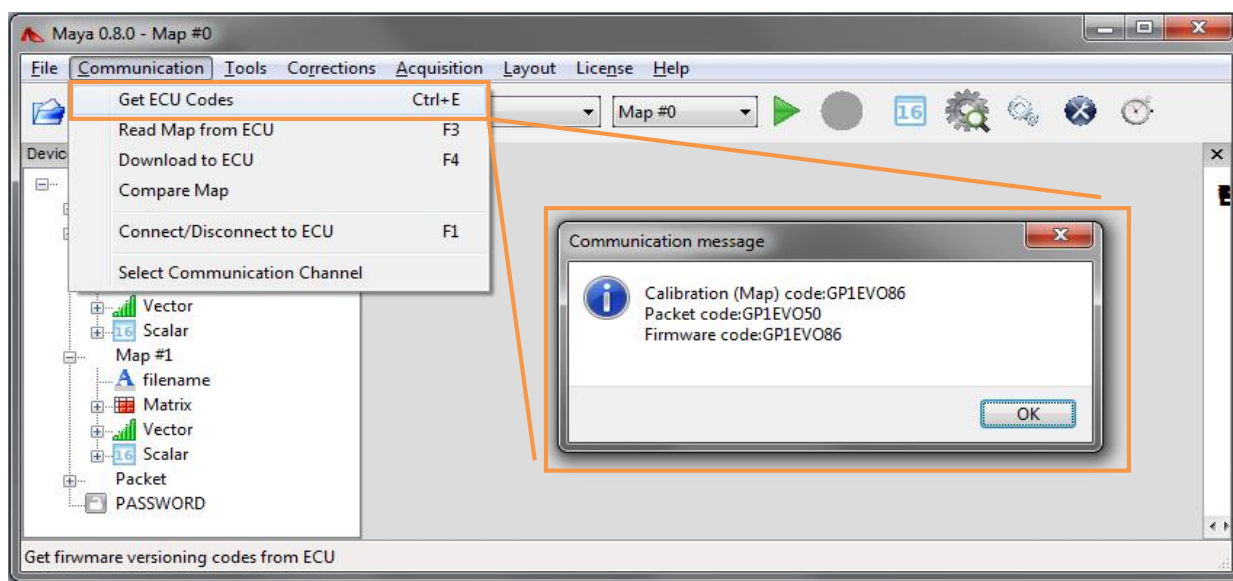 Maya 0.8.0 - Map #0
File Communication Tools Corrections Acquisition Layout License Help
Get ECU Codes Ctrl+E
Map #0
16
Read Map from ECU F3
Download to ECU F4
Compare Map
Connect/Disconnect to ECU F1
Select Communication Channel
Devic
Vector
16 Scalar
Map #1
A filename
Matrix
Vector
16 Scalar
Packet
PASSWORD
Communication message
Calibration (Map) code:GP1EVO86
Packet code:GP1EVO50
Firmware code:GP1EVO86
OK
Get firwmare versioning codes from ECU